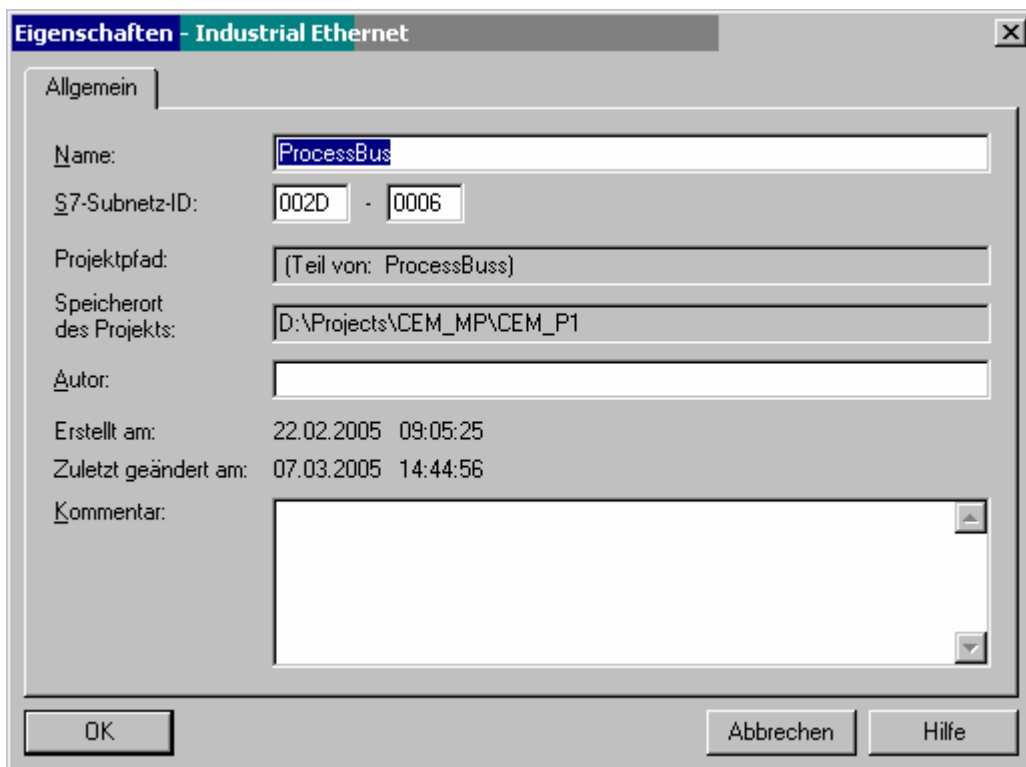 Eigenschaften - Industrial Ethernet
Allgemein
Name: ProcessBus
S7-Subnetz-ID: 002D - 0006
Projektpfad: (Teil von: ProcessBuss)
Speicherort
des Projekts: D:\Projects\CEM_MP\CEM_P1
Autor:
Erstellt am: 22.02.2005 09:05:25
Zuletzt geändert am: 07.03.2005 14:44:56
Kommentar:
OK Abbrechen Hilfe